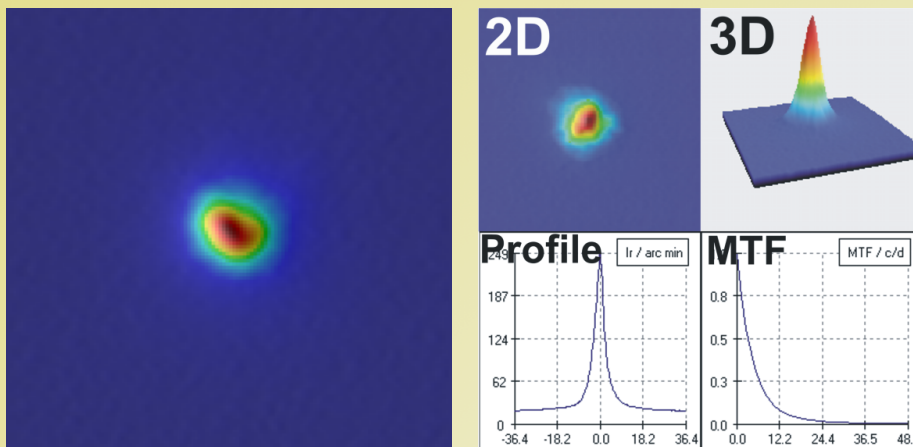 2D
3D
Profile
Ir / arc min
249
187
124
62
0
-36.4 -18.2 0.0 18.2 36.4
MTF
MTF / c/d
0.8
0.5
0.3
0.0
0.0 12.2 24.4 36.5